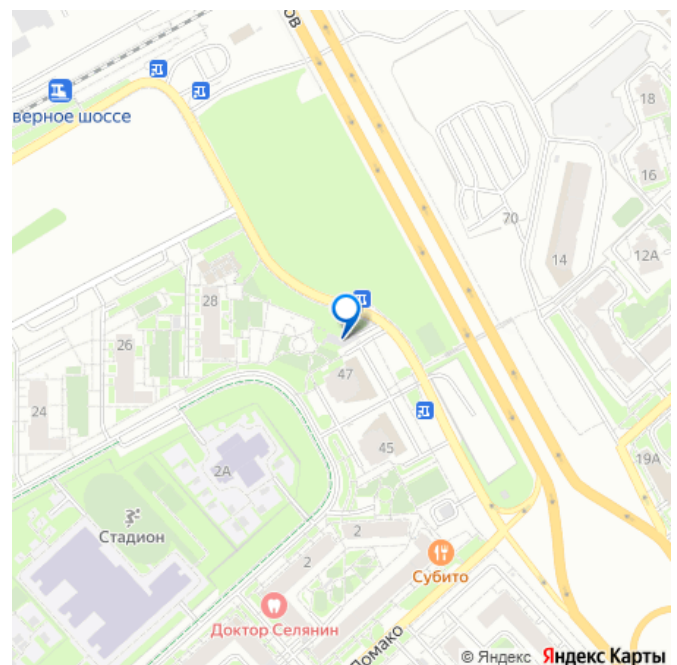 ОВ
верное шоссе
18
16
70
14
12А
28
26
47
24
45
2А
19А
Стадион
2
2
Субито
Доктор Селянин
Ломако
© Яндекс Яндекс Карты